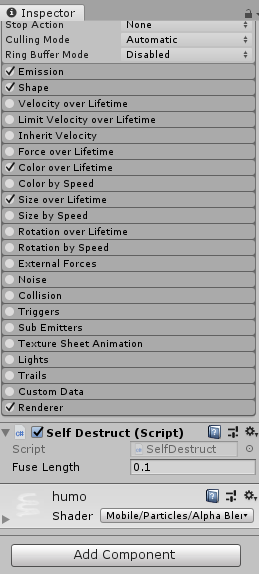 Inspector
Stop Action None
Culling Mode Automatic
Ring Buffer Mode Disabled
Emission
Shape
Velocity over Lifetime
Limit Velocity over Lifetime
Inherit Velocity
Force over Lifetime
Color over Lifetime
Color by Speed
Size over Lifetime
Size by Speed
Rotation over Lifetime
Rotation by Speed
External Forces
Noise
Collision
Triggers
Sub Emitters
Texture Sheet Animation
Lights
Trails
Custom Data
Renderer
Self Destruct (Script)
Script SelfDestruct
Fuse Length 0.1
humo
Shader Mobile/Particles/Alpha Ble
Add Component